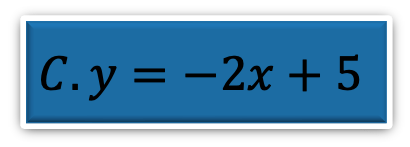 C. y = −2x + 5